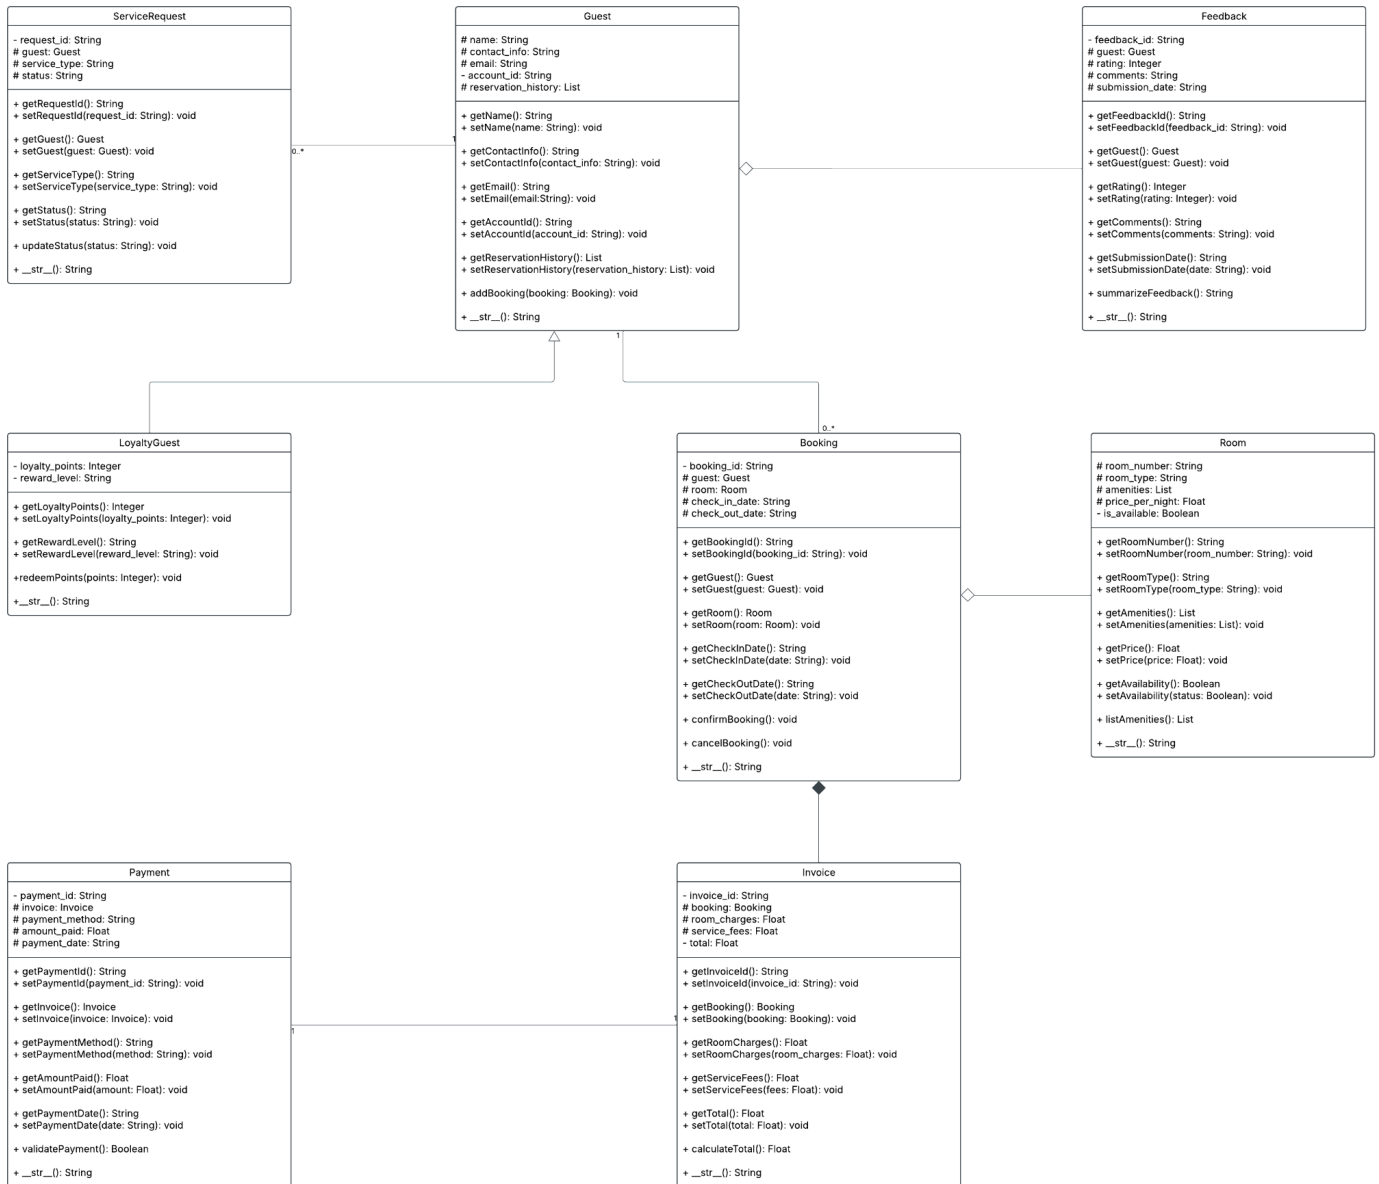 ServiceRequest
- request_id: String
# guest: Guest
# service_type: String
# status: String
+ getRequestId(): String
+ setRequestId(request_id: String): void
+ getGuest(): Guest
+ setGuest(guest: Guest): void
+ getServiceType(): String
+ setServiceType(service_type: String): void
+ getStatus(): String
+ setStatus(status: String): void
+ updateStatus(status: String): void
+ __str__(): String
0..*
1
Guest
# name: String
# contact_info: String
# email: String
- account_id: String
# reservation_history: List
+ getName(): String
+ setName(name: String): void
+ getContactInfo(): String
+ setContactInfo(contact_info: String): void
+ getEmail(): String
+ setEmail(email:String): void
+ getAccountId(): String
+ setAccountId(account_id: String): void
+ getReservationHistory(): List
+ setReservationHistory(reservation_history: List): void
+ addBooking(booking: Booking): void
+ __str__(): String
Feedback
- feedback_id: String
# guest: Guest
# rating: Integer
# comments: String
# submission_date: String
+ getFeedbackId(): String
+ setFeedbackId(feedback_id: String): void
+ getGuest(): Guest
+ setGuest(guest: Guest): void
+ getRating(): Integer
+ setRating(rating: Integer): void
+ getComments(): String
+ setComments(comments: String): void
+ getSubmissionDate(): String
+ setSubmissionDate(date: String): void
+ summarizeFeedback(): String
+ __str__(): String
1
0..*
LoyaltyGuest
- loyalty_points: Integer
- reward_level: String
+ getLoyaltyPoints(): Integer
+ setLoyaltyPoints(loyalty_points: Integer): void
+ getRewardLevel(): String
+ setRewardLevel(reward_level: String): void
+redeemPoints(points: Integer): void
+__str__(): String
Booking
- booking_id: String
# guest: Guest
# room: Room
# check_in_date: String
# check_out_date: String
+ getBookingId(): String
+ setBookingId(booking_id: String): void
+ getGuest(): Guest
+ setGuest(guest: Guest): void
+ getRoom(): Room
+ setRoom(room: Room): void
+ getCheckInDate(): String
+ setCheckInDate(date: String): void
+ getCheckOutDate(): String
+ setCheckOutDate(date: String): void
+ confirmBooking(): void
+ cancelBooking(): void
+ __str__(): String
Room
# room_number: String
# room_type: String
# amenities: List
# price_per_night: Float
- is_available: Boolean
+ getRoomNumber(): String
+ setRoomNumber(room_number: String): void
+ getRoomType(): String
+ setRoomType(room_type: String): void
+ getAmenities(): List
+ setAmenities(amenities: List): void
+ getPrice(): Float
+ setPrice(price: Float): void
+ getAvailability(): Boolean
+ setAvailability(status: Boolean): void
+ listAmenities(): List
+ __str__(): String
Payment
- payment_id: String
# invoice: Invoice
# payment_method: String
# amount_paid: Float
# payment_date: String
+ getPaymentId(): String
+ setPaymentId(payment_id: String): void
+ getInvoice(): Invoice
+ setInvoice(invoice: Invoice): void
+ getPaymentMethod(): String
+ setPaymentMethod(method: String): void
+ getAmountPaid(): Float
+ setAmountPaid(amount: Float): void
+ getPaymentDate(): String
+ setPaymentDate(date: String): void
+ validatePayment(): Boolean
+ __str__(): String
1
1
Invoice
- invoice_id: String
# booking: Booking
# room_charges: Float
# service_fees: Float
- total: Float
+ getInvoiceId(): String
+ setInvoiceId(invoice_id: String): void
+ getBooking(): Booking
+ setBooking(booking: Booking): void
+ getRoomCharges(): Float
+ setRoomCharges(room_charges: Float): void
+ getServiceFees(): Float
+ setServiceFees(fees: Float): void
+ getTotal(): Float
+ setTotal(total: Float): void
+ calculateTotal(): Float
+ __str__(): String